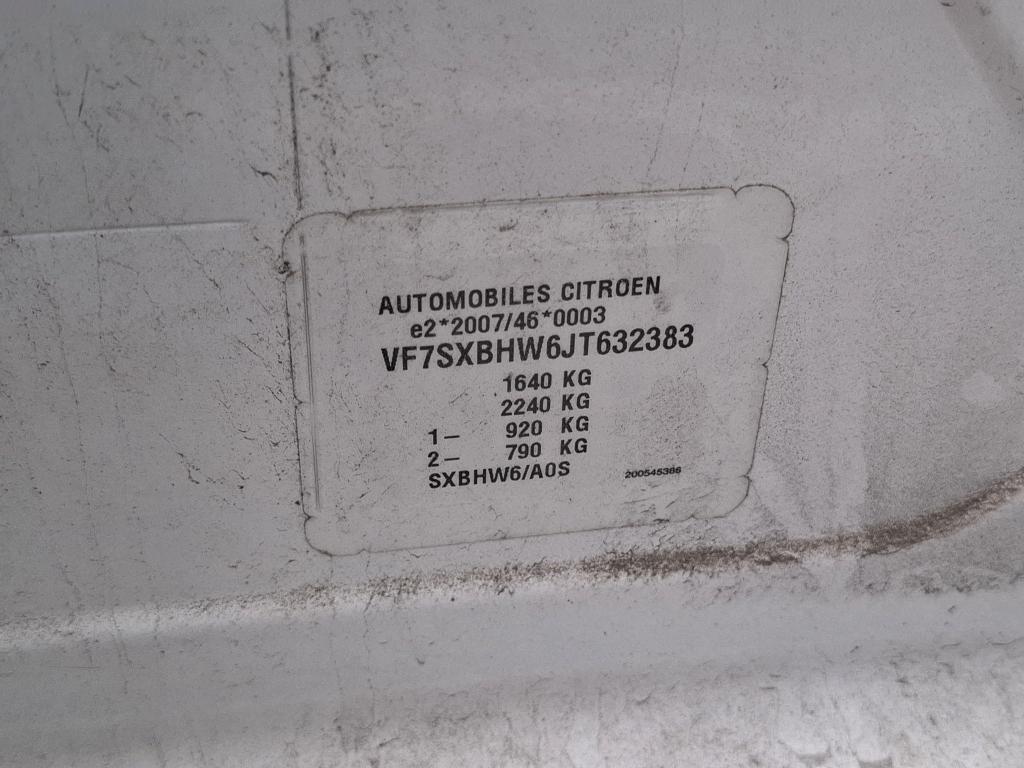 AUTOMOBILES CITROEN
e2*2007/46*0003
VF7SXBHW6JT632383
1640 KG
2240 KG
1– 920 KG
2– 790 KG
SXBHW6/A0S 200545386